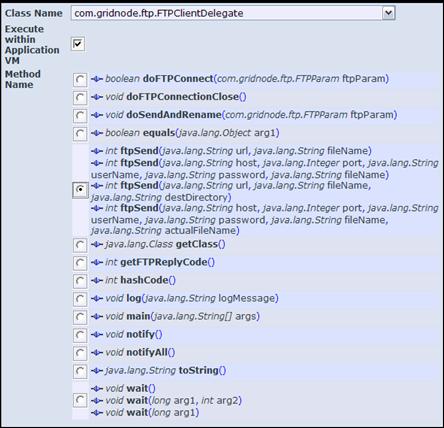 Class Name com.gridnode.ftp.FTPClientDelegate
Execute
within
Application
VM
Method
Name
boolean doFTPConnect(com.gridnode.ftp.FTPParam ftpParam)
void doFTPConnectionClose()
void doSendAndRename(com.gridnode.ftp.FTPParam ftpParam)
boolean equals(java.lang.Object arg1)
int ftpSend(java.lang.String url, java.lang.String fileName)
int ftpSend(java.lang.String host, java.lang.Integer port, java.lang.String
userName, java.lang.String password, java.lang.String fileName)
int ftpSend(java.lang.String url, java.lang.String fileName,
java.lang.String destDirectory)
int ftpSend(java.lang.String host, java.lang.Integer port, java.lang.String
userName, java.lang.String password, java.lang.String fileName,
java.lang.String actualFileName)
java.lang.Class getClass()
int getFTPReplyCode()
int hashCode()
void log(java.lang.String logMessage)
void main(java.lang.String[] args)
void notify()
void notifyAll()
java.lang.String toString()
void wait()
void wait(long arg1, int arg2)
void wait(long arg1)